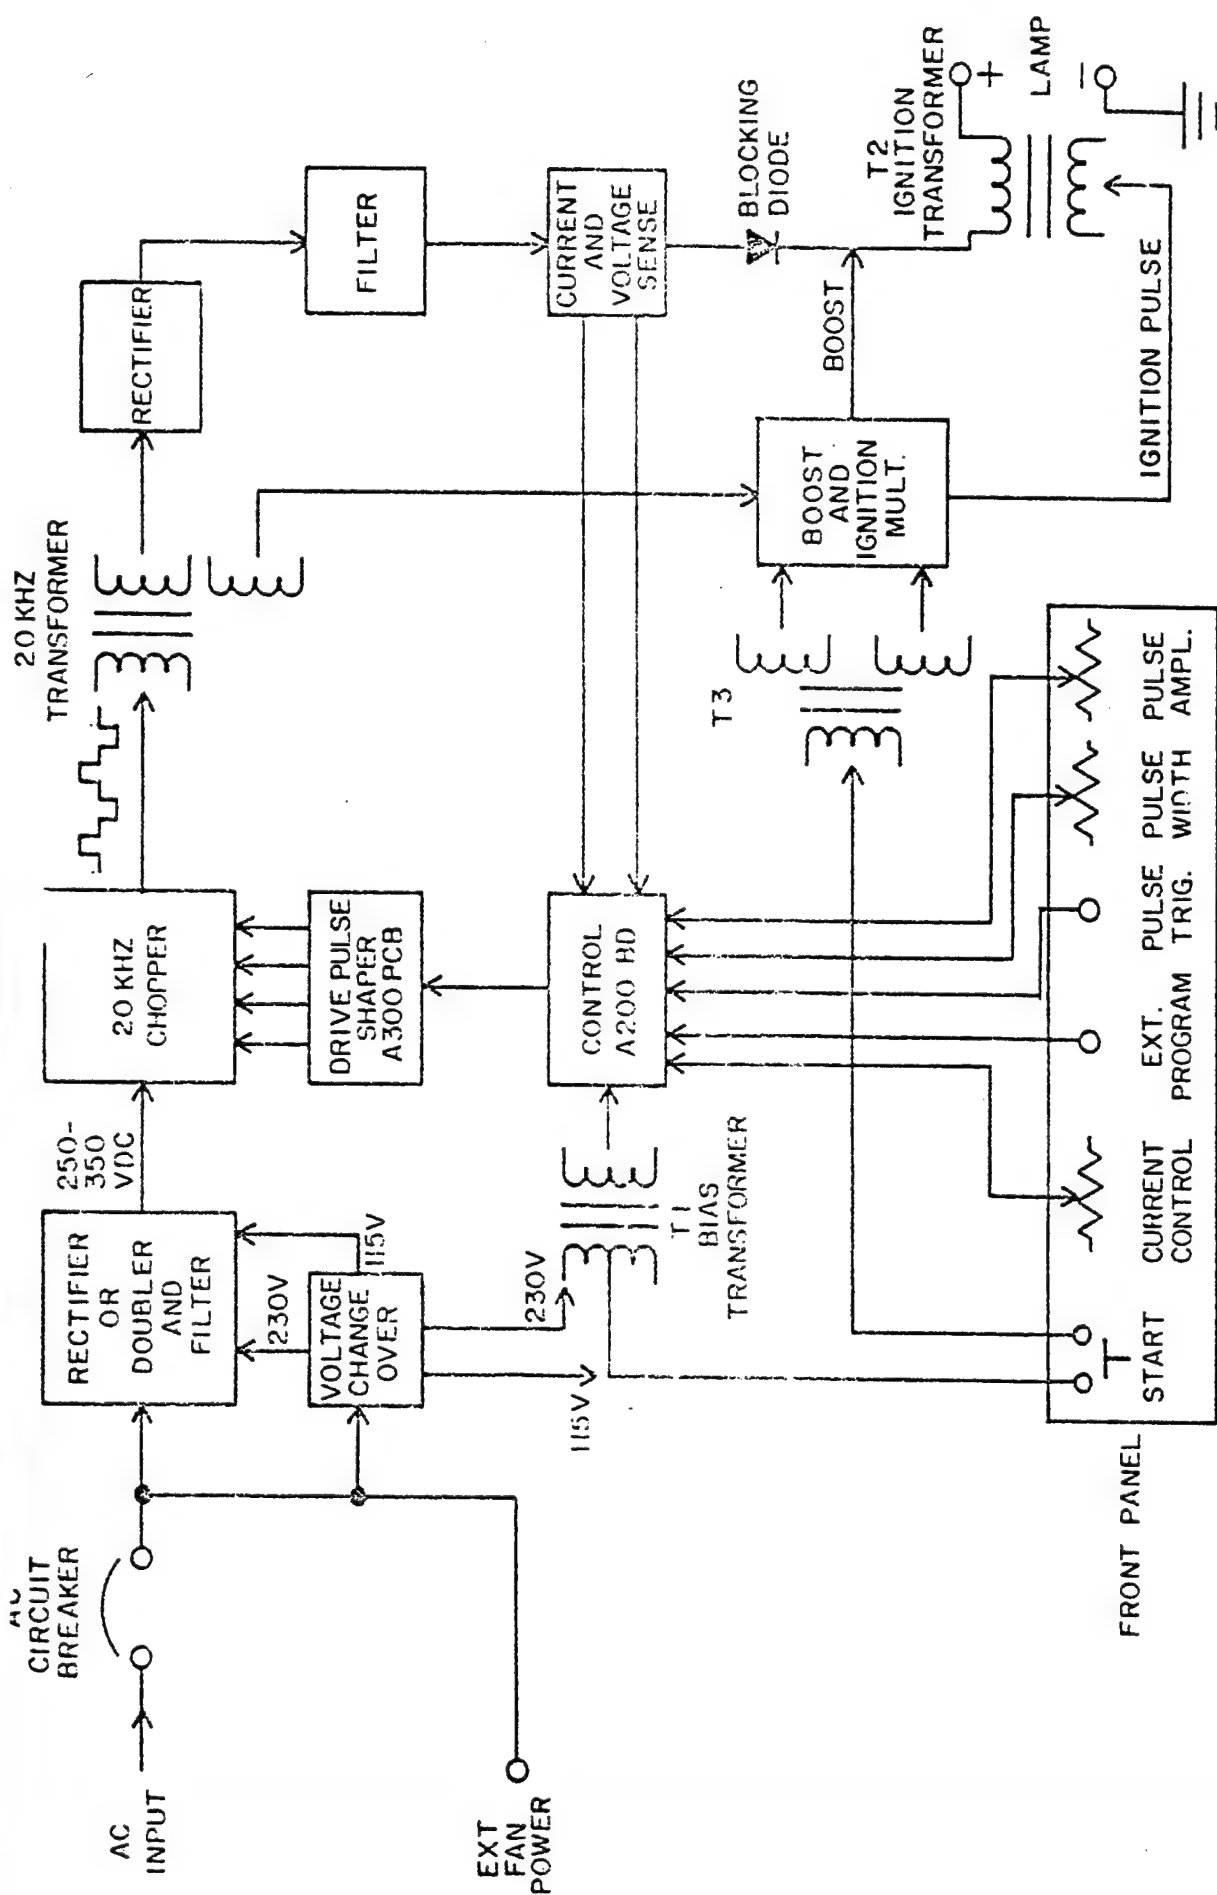 AC
INPUT
AC
CIRCUIT
BREAKER
EXT
FAN
POWER
RECTIFIER
OR
DOUBLER
AND
FILTER
230V
115V
VOLTAGE
CHANGE
OVER
250-
350
VDC
20 KHZ
CHOPPER
DRIVE PULSE
SHAPER
A300 PCB
20 KHZ
TRANSFORMER
RECTIFIER
FILTER
CURRENT
AND
VOLTAGE
SENSE
BLOCKING
DIODE
T2
IGNITION
TRANSFORMER
+
LAMP
-
230V
115V
T1
BIAS
TRANSFORMER
CONTROL
A200 BD
T3
BOOST
AND
IGNITION
MULT.
BOOST
IGNITION PULSE
FRONT PANEL
START
CURRENT
CONTROL
EXT.
PROGRAM
PULSE
TRIG.
PULSE
WIDTH
PULSE
AMPL.